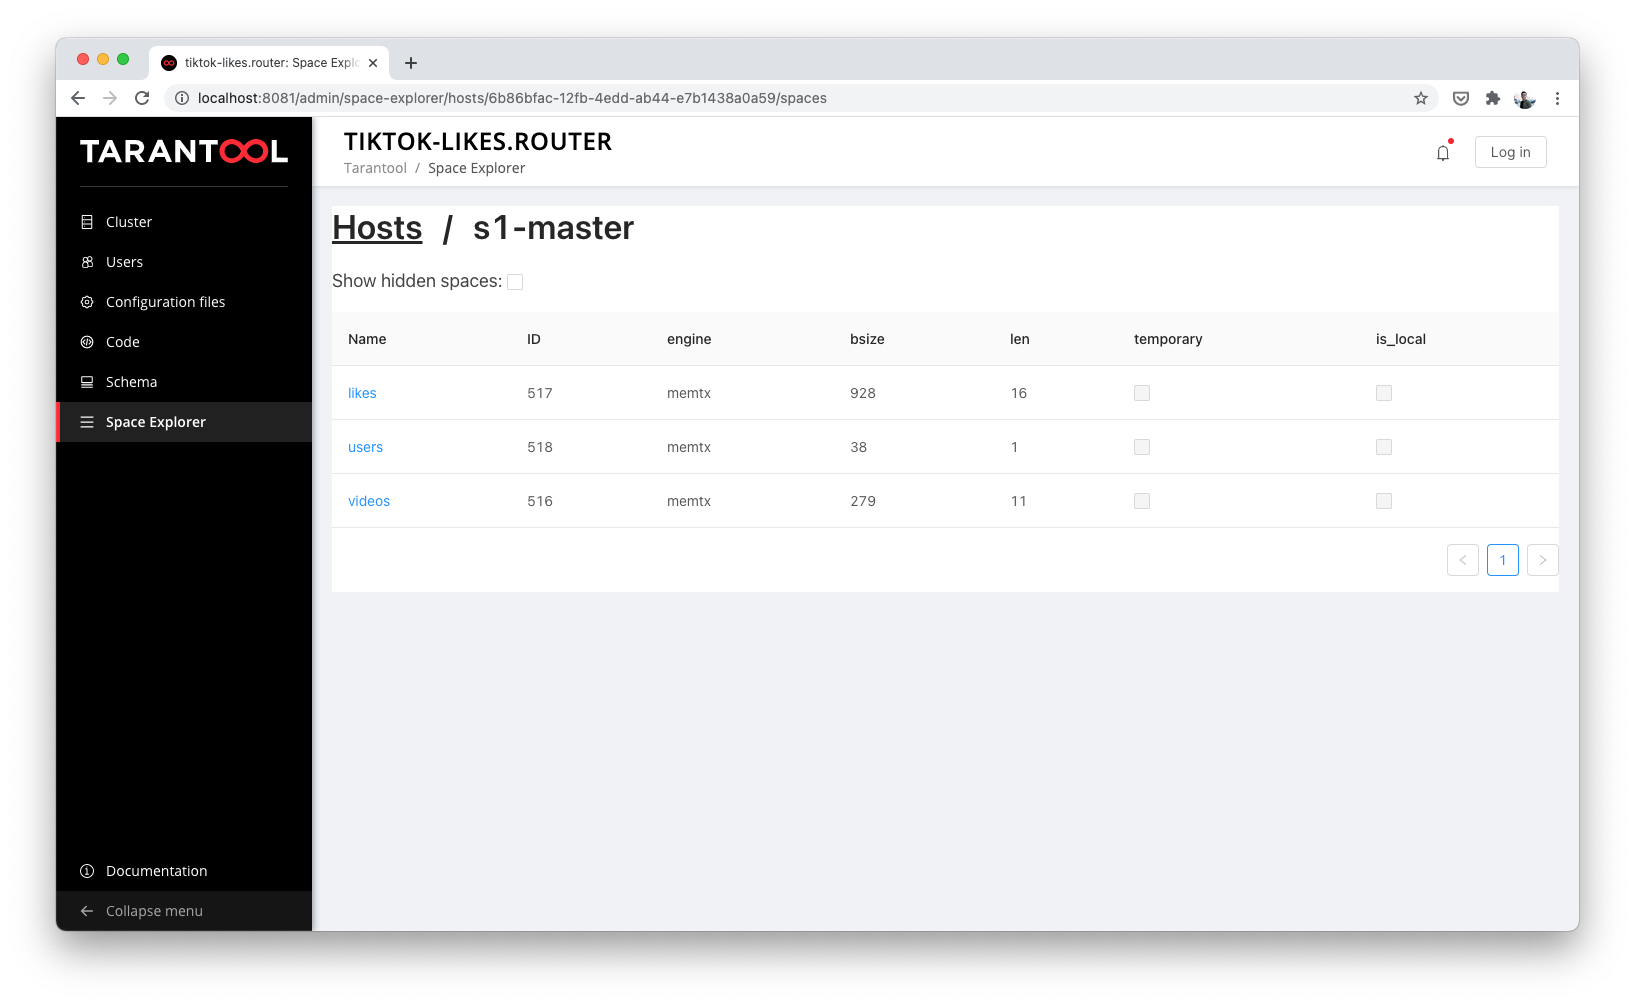 tiktok-likes.router: Space Explo
localhost:8081/admin/space-explorer/hosts/6b86bfac-12fb-4edd-ab44-e7b1438a0a59/spaces
TARANTOOL
Cluster
Users
Configuration files
Code
Schema
Space Explorer
Documentation
Collapse menu
TIKTOK-LIKES.ROUTER
Tarantool / Space Explorer
Log in
Hosts / s1-master
Show hidden spaces:
Name ID engine bsize len temporary is_local
likes 517 memtx 928 16
users 518 memtx 38 1
videos 516 memtx 279 11
< 1 >